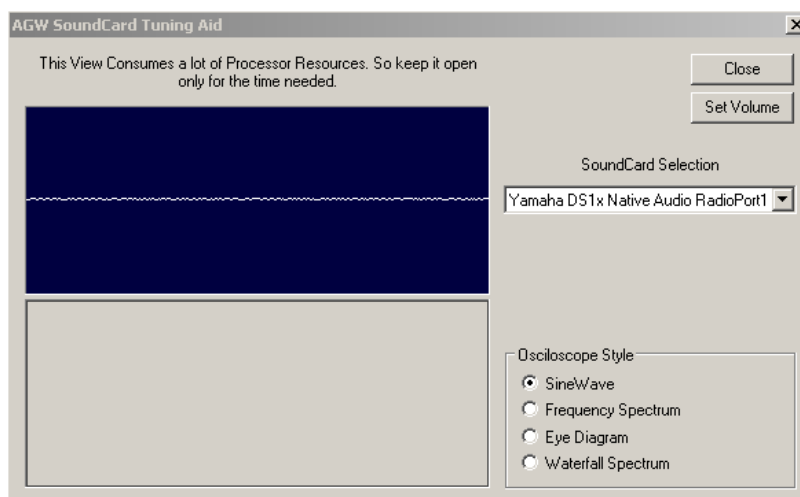 AGW SoundCard Tuning Aid
This View Consumes a lot of Processor Resources. So keep it open
only for the time needed.
Close
Set Volume
SoundCard Selection
Yamaha DS1x Native Audio RadioPort1
Osciloscope Style
SineWave
Frequency Spectrum
Eye Diagram
Waterfall Spectrum